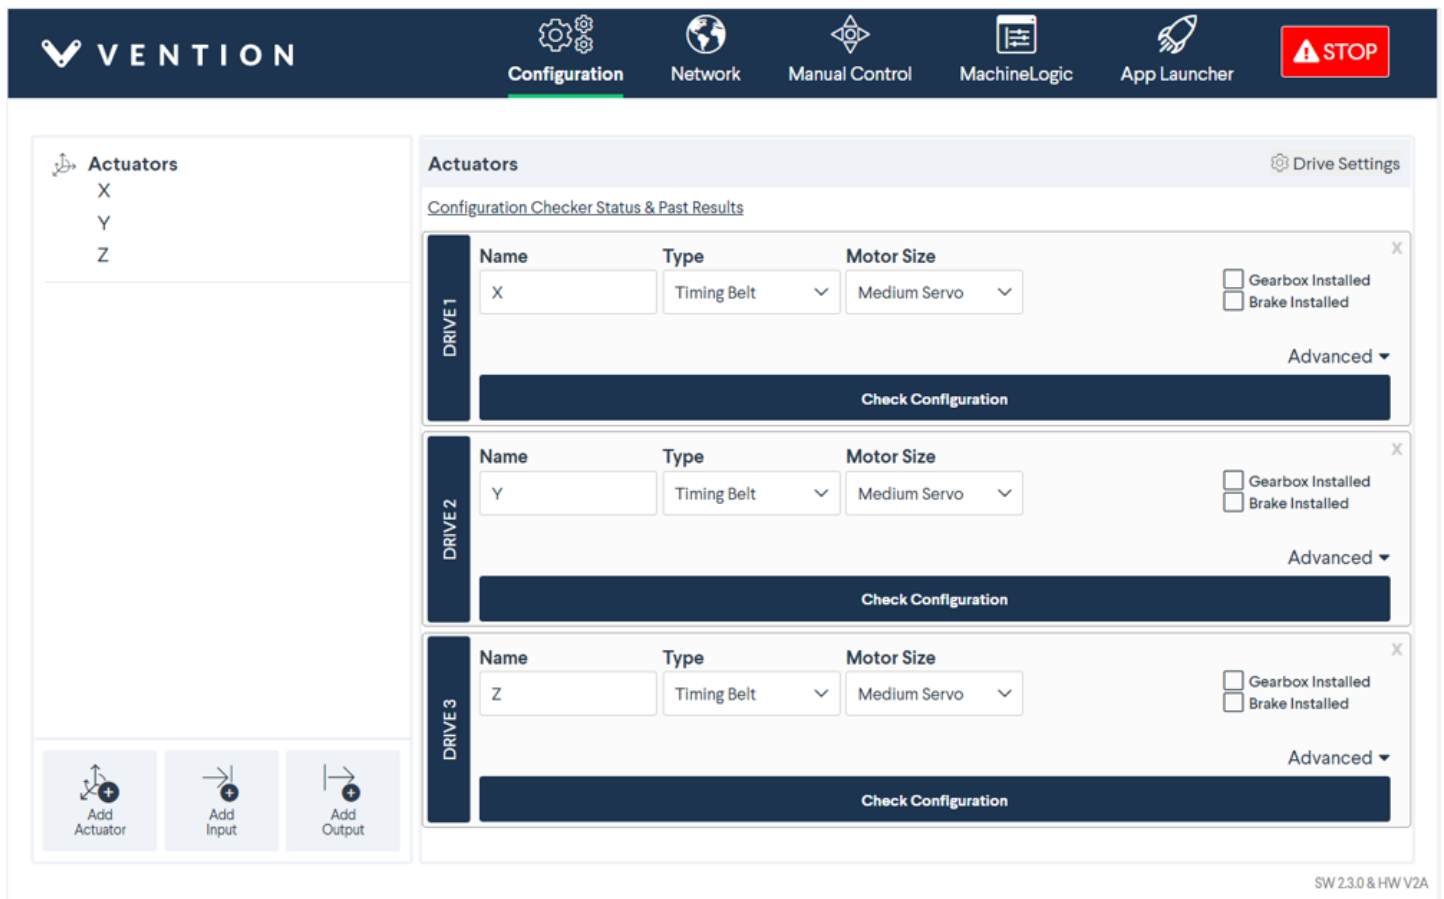 VENTION
Configuration
Network
Manual Control
MachineLogic
App Launcher
STOP
Actuators
X
Y
Z
Add
Actuator
Add
Input
Add
Output
Actuators
Drive Settings
Configuration Checker Status & Past Results
DRIVE 1
Name
Type
Motor Size
X
X
Timing Belt
Medium Servo
Gearbox Installed
Brake Installed
Advanced
Check Configuration
DRIVE 2
Name
Type
Motor Size
X
Y
Timing Belt
Medium Servo
Gearbox Installed
Brake Installed
Advanced
Check Configuration
DRIVE 3
Name
Type
Motor Size
X
Z
Timing Belt
Medium Servo
Gearbox Installed
Brake Installed
Advanced
Check Configuration
SW 2.3.0 & HW V2A